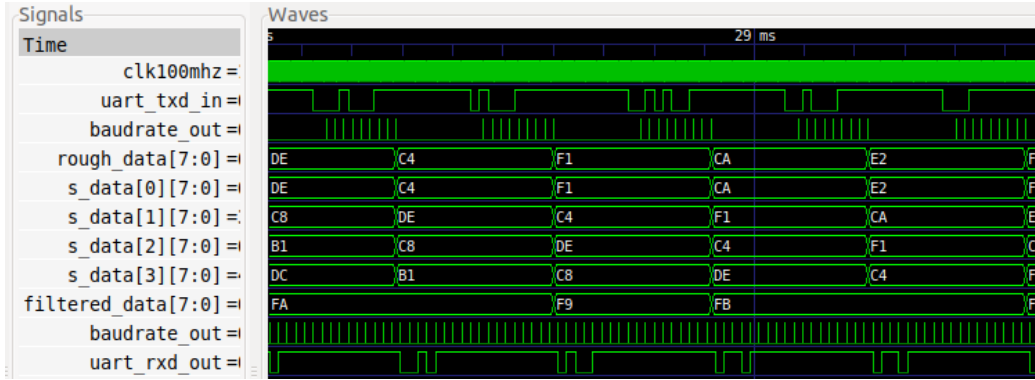 Signals
Waves
Time
s
29 ms
clk100mhz =
uart_txd_in =
baudrate_out =
rough_data[7:0] =
DE C4 F1 CA E2
s_data[0][7:0] =
DE C4 F1 CA E2
s_data[1][7:0] =
C8 DE C4 F1 CA
s_data[2][7:0] =
B1 C8 DE C4 F1
s_data[3][7:0] =
DC B1 C8 DE C4
filtered_data[7:0] =
FA F9 FB
baudrate_out =
uart_rxd_out =